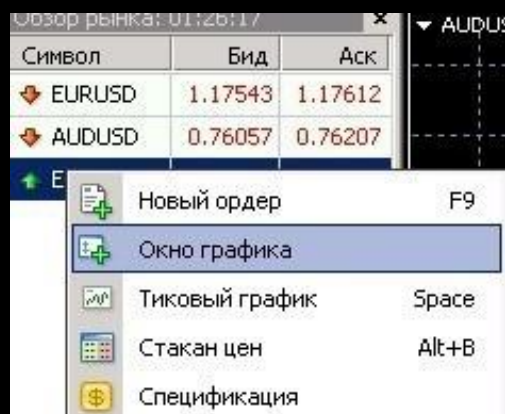 Обзор рынка: 01:26:17
AUDUS
Символ Бид Аск
EURUSD 1.17543 1.17612
AUDUSD 0.76057 0.76207
E
Новый ордер F9
Окно графика
Тиковый график Space
Стакан цен Alt+B
Спецификация